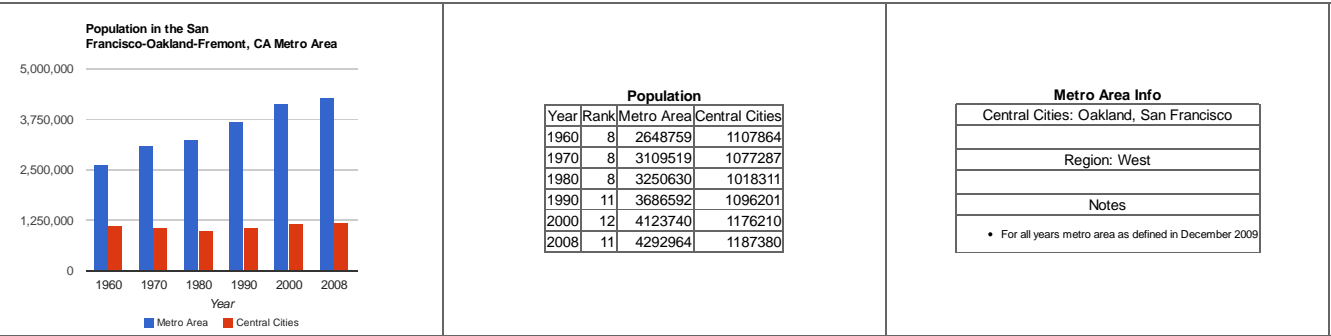 Population in the San
Francisco-Oakland-Fremont, CA Metro Area
5,000,000
3,750,000
2,500,000
1,250,000
0
1960 1970 1980 1990 2000 2008
Year
Metro Area Central Cities
Population
Year Rank Metro Area Central Cities
1960 8 2648759 1107864
1970 8 3109519 1077287
1980 8 3250630 1018311
1990 11 3686592 1096201
2000 12 4123740 1176210
2008 11 4292964 1187380
Metro Area Info
Central Cities: Oakland, San Francisco
Region: West
Notes
• For all years metro area as defined in December 2009